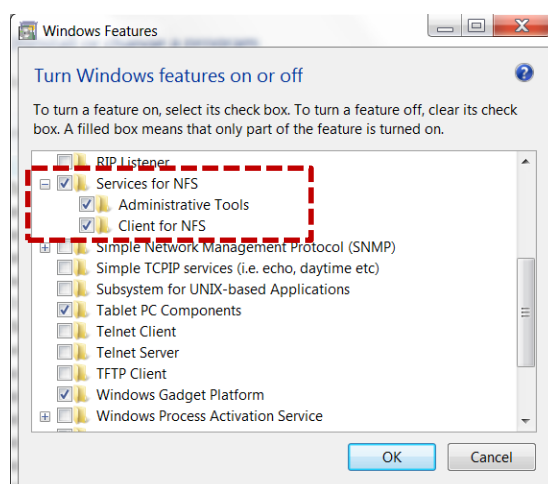 Windows Features
Turn Windows features on or off
To turn a feature on, select its check box. To turn a feature off, clear its check
box. A filled box means that only part of the feature is turned on.
RIP Listener
Services for NFS
Administrative Tools
Client for NFS
Simple Network Management Protocol (SNMP)
Simple TCPIP services (i.e. echo, daytime etc)
Subsystem for UNIX-based Applications
Tablet PC Components
Telnet Client
Telnet Server
TFTP Client
Windows Gadget Platform
Windows Process Activation Service
OK Cancel